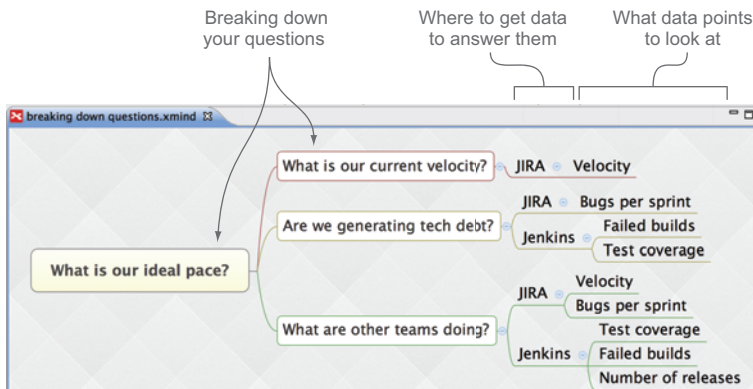 Breaking down
your questions
Where to get data
to answer them
What data points
to look at
breaking down questions.xmind
What is our ideal pace?
What is our current velocity?
JIRA
Velocity
Are we generating tech debt?
JIRA
Bugs per sprint
Jenkins
Failed builds
Test coverage
What are other teams doing?
JIRA
Velocity
Bugs per sprint
Jenkins
Test coverage
Failed builds
Number of releases